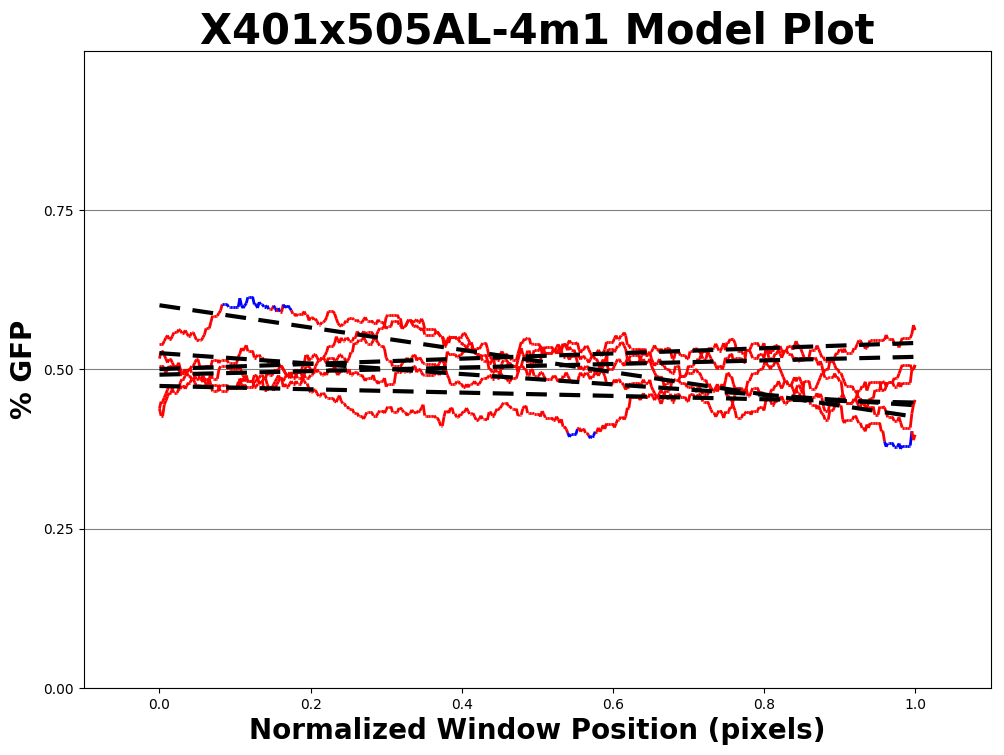 X401x505AL-4m1 Model Plot
% GFP
0.75
0.50
0.25
0.00
0.0 0.2 0.4 0.6 0.8 1.0
Normalized Window Position (pixels)